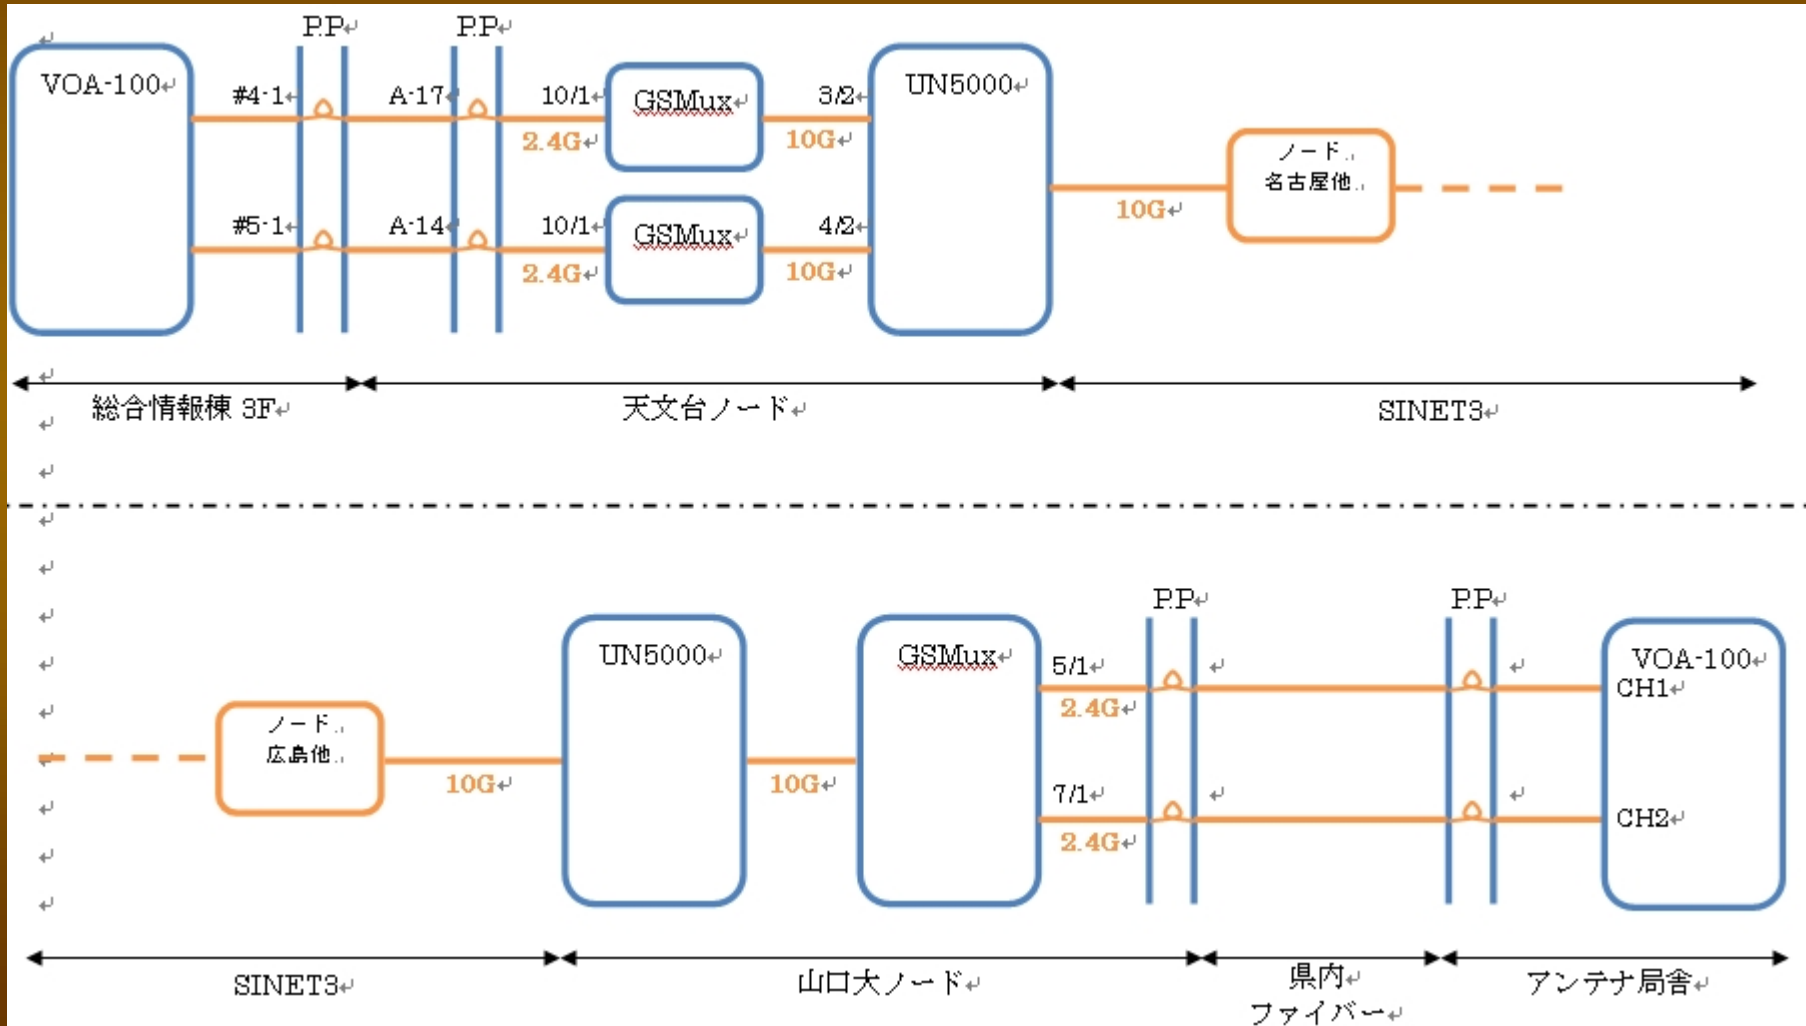 P.P P.P
VOA-100 #4-1 A-17 10/1 GSMux 3/2 UN5000
2.4G 10G
ノード
名古屋他
10G
#5-1 A-14 10/1 GSMux 4/2
2.4G 10G
総合情報棟 3F 天文台ノード SINET3
P.P P.P
UN5000 GSMux 5/1 VOA-100
CH1
2.4G
ノード
広島他
10G 10G
7/1 CH2
2.4G
SINET3 山口大ノード 県内 アンテナ局舎
ファイバー